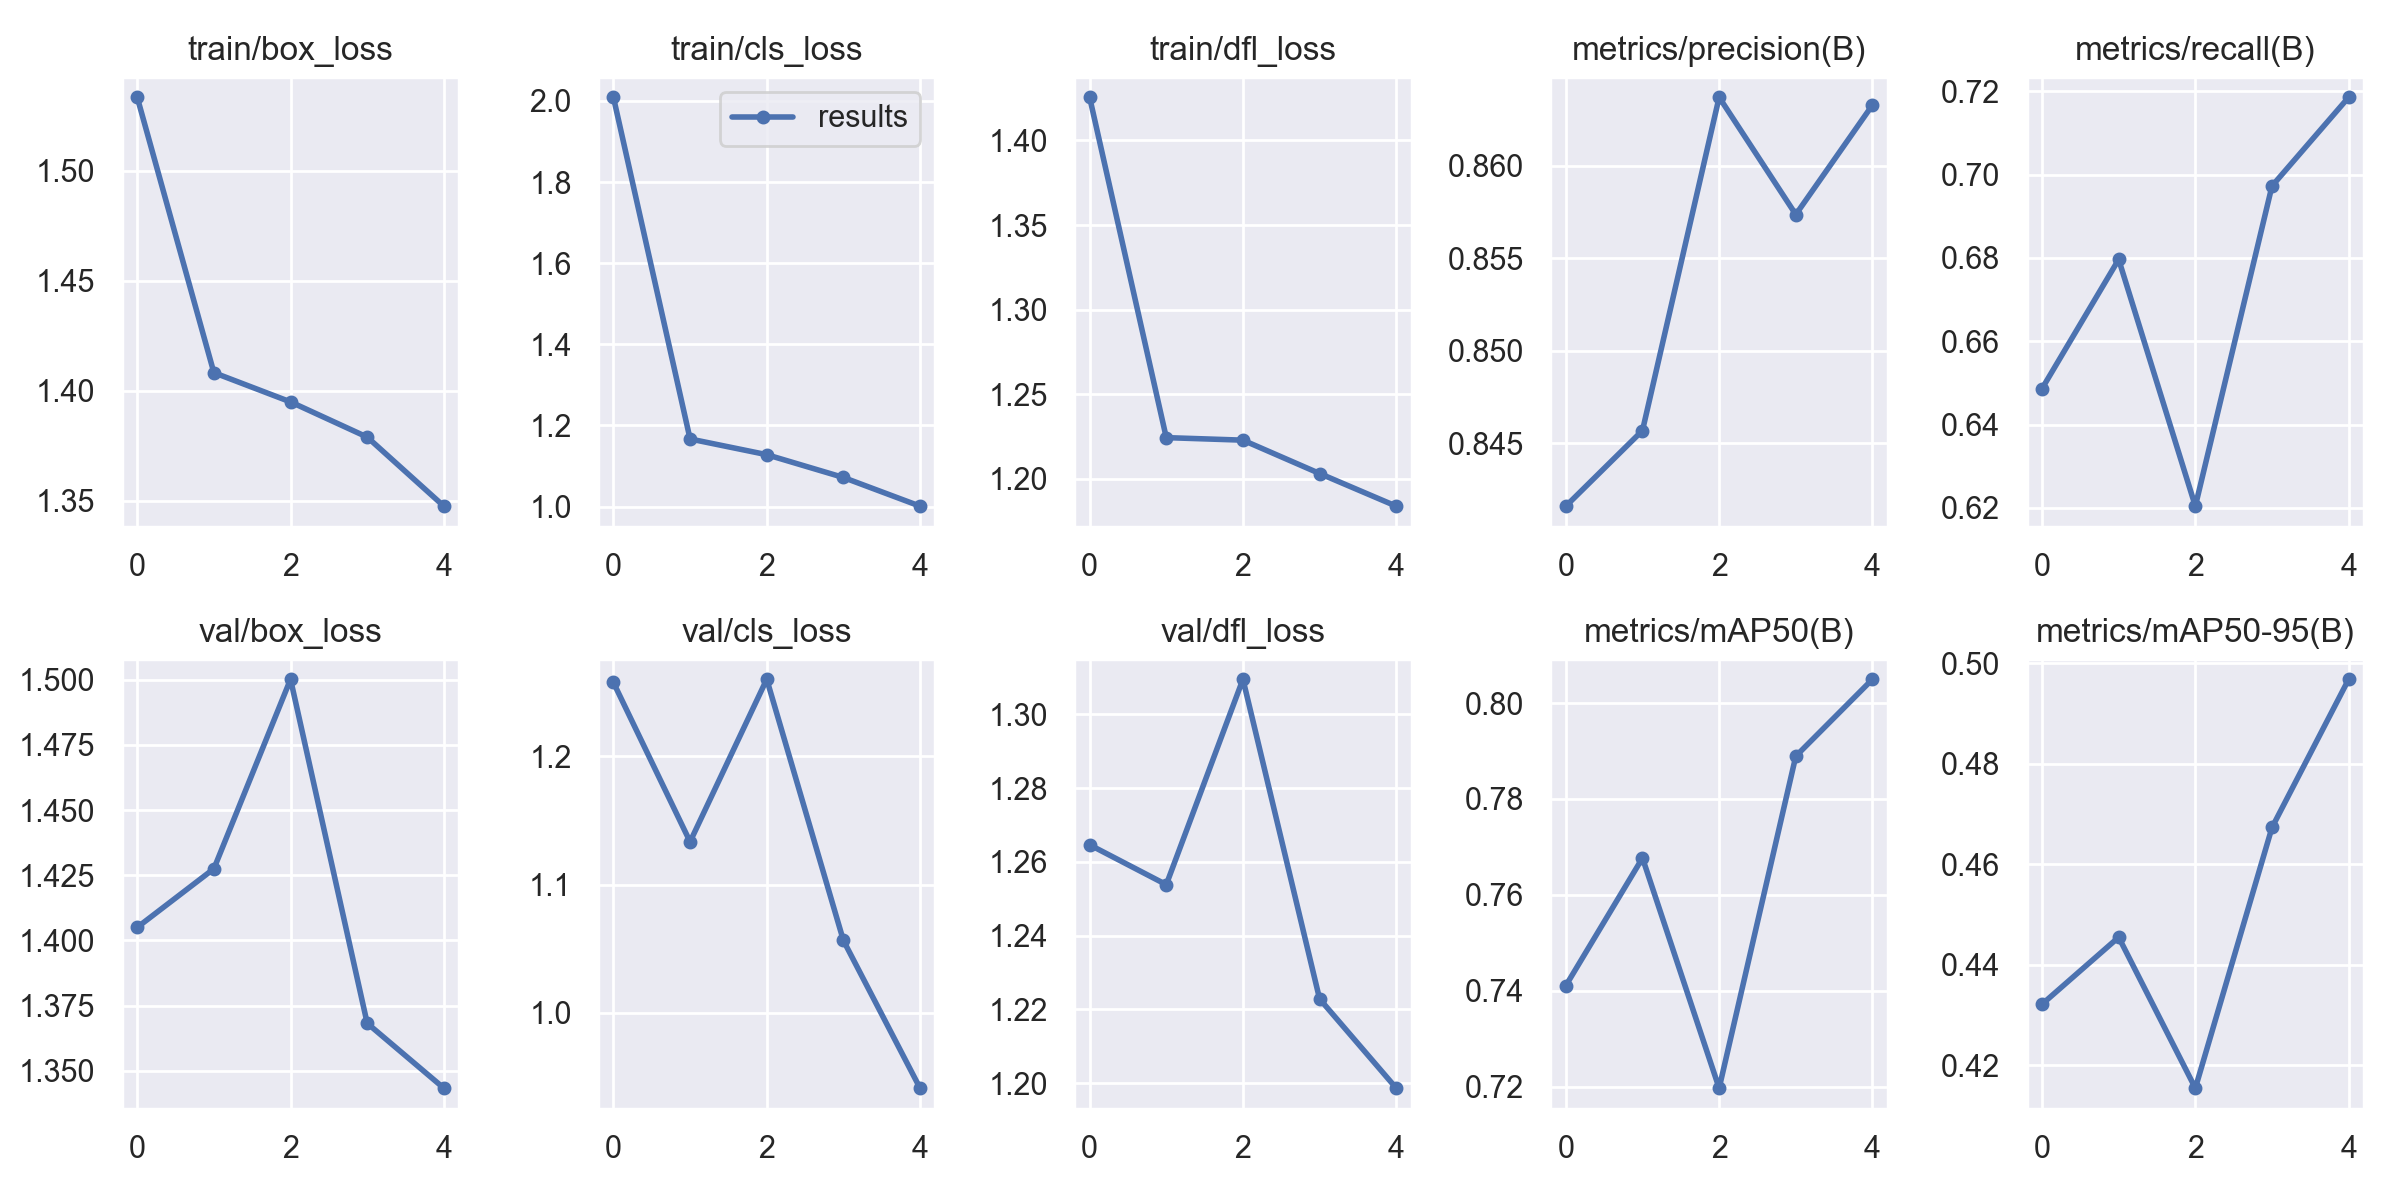 train/box_loss
train/cls_loss
train/dfl_loss
metrics/precision(B)
metrics/recall(B)
1.50
1.45
1.40
1.35
0 2 4
2.0
1.8
1.6
1.4
1.2
1.0
results
0 2 4
1.40
1.35
1.30
1.25
1.20
0 2 4
0.860
0.855
0.850
0.845
0 2 4
0.72
0.70
0.68
0.66
0.64
0.62
0 2 4
val/box_loss
val/cls_loss
val/dfl_loss
metrics/mAP50(B)
metrics/mAP50-95(B)
1.500
1.475
1.450
1.425
1.400
1.375
1.350
0 2 4
1.2
1.1
1.0
0 2 4
1.30
1.28
1.26
1.24
1.22
1.20
0 2 4
0.80
0.78
0.76
0.74
0.72
0 2 4
0.50
0.48
0.46
0.44
0.42
0 2 4